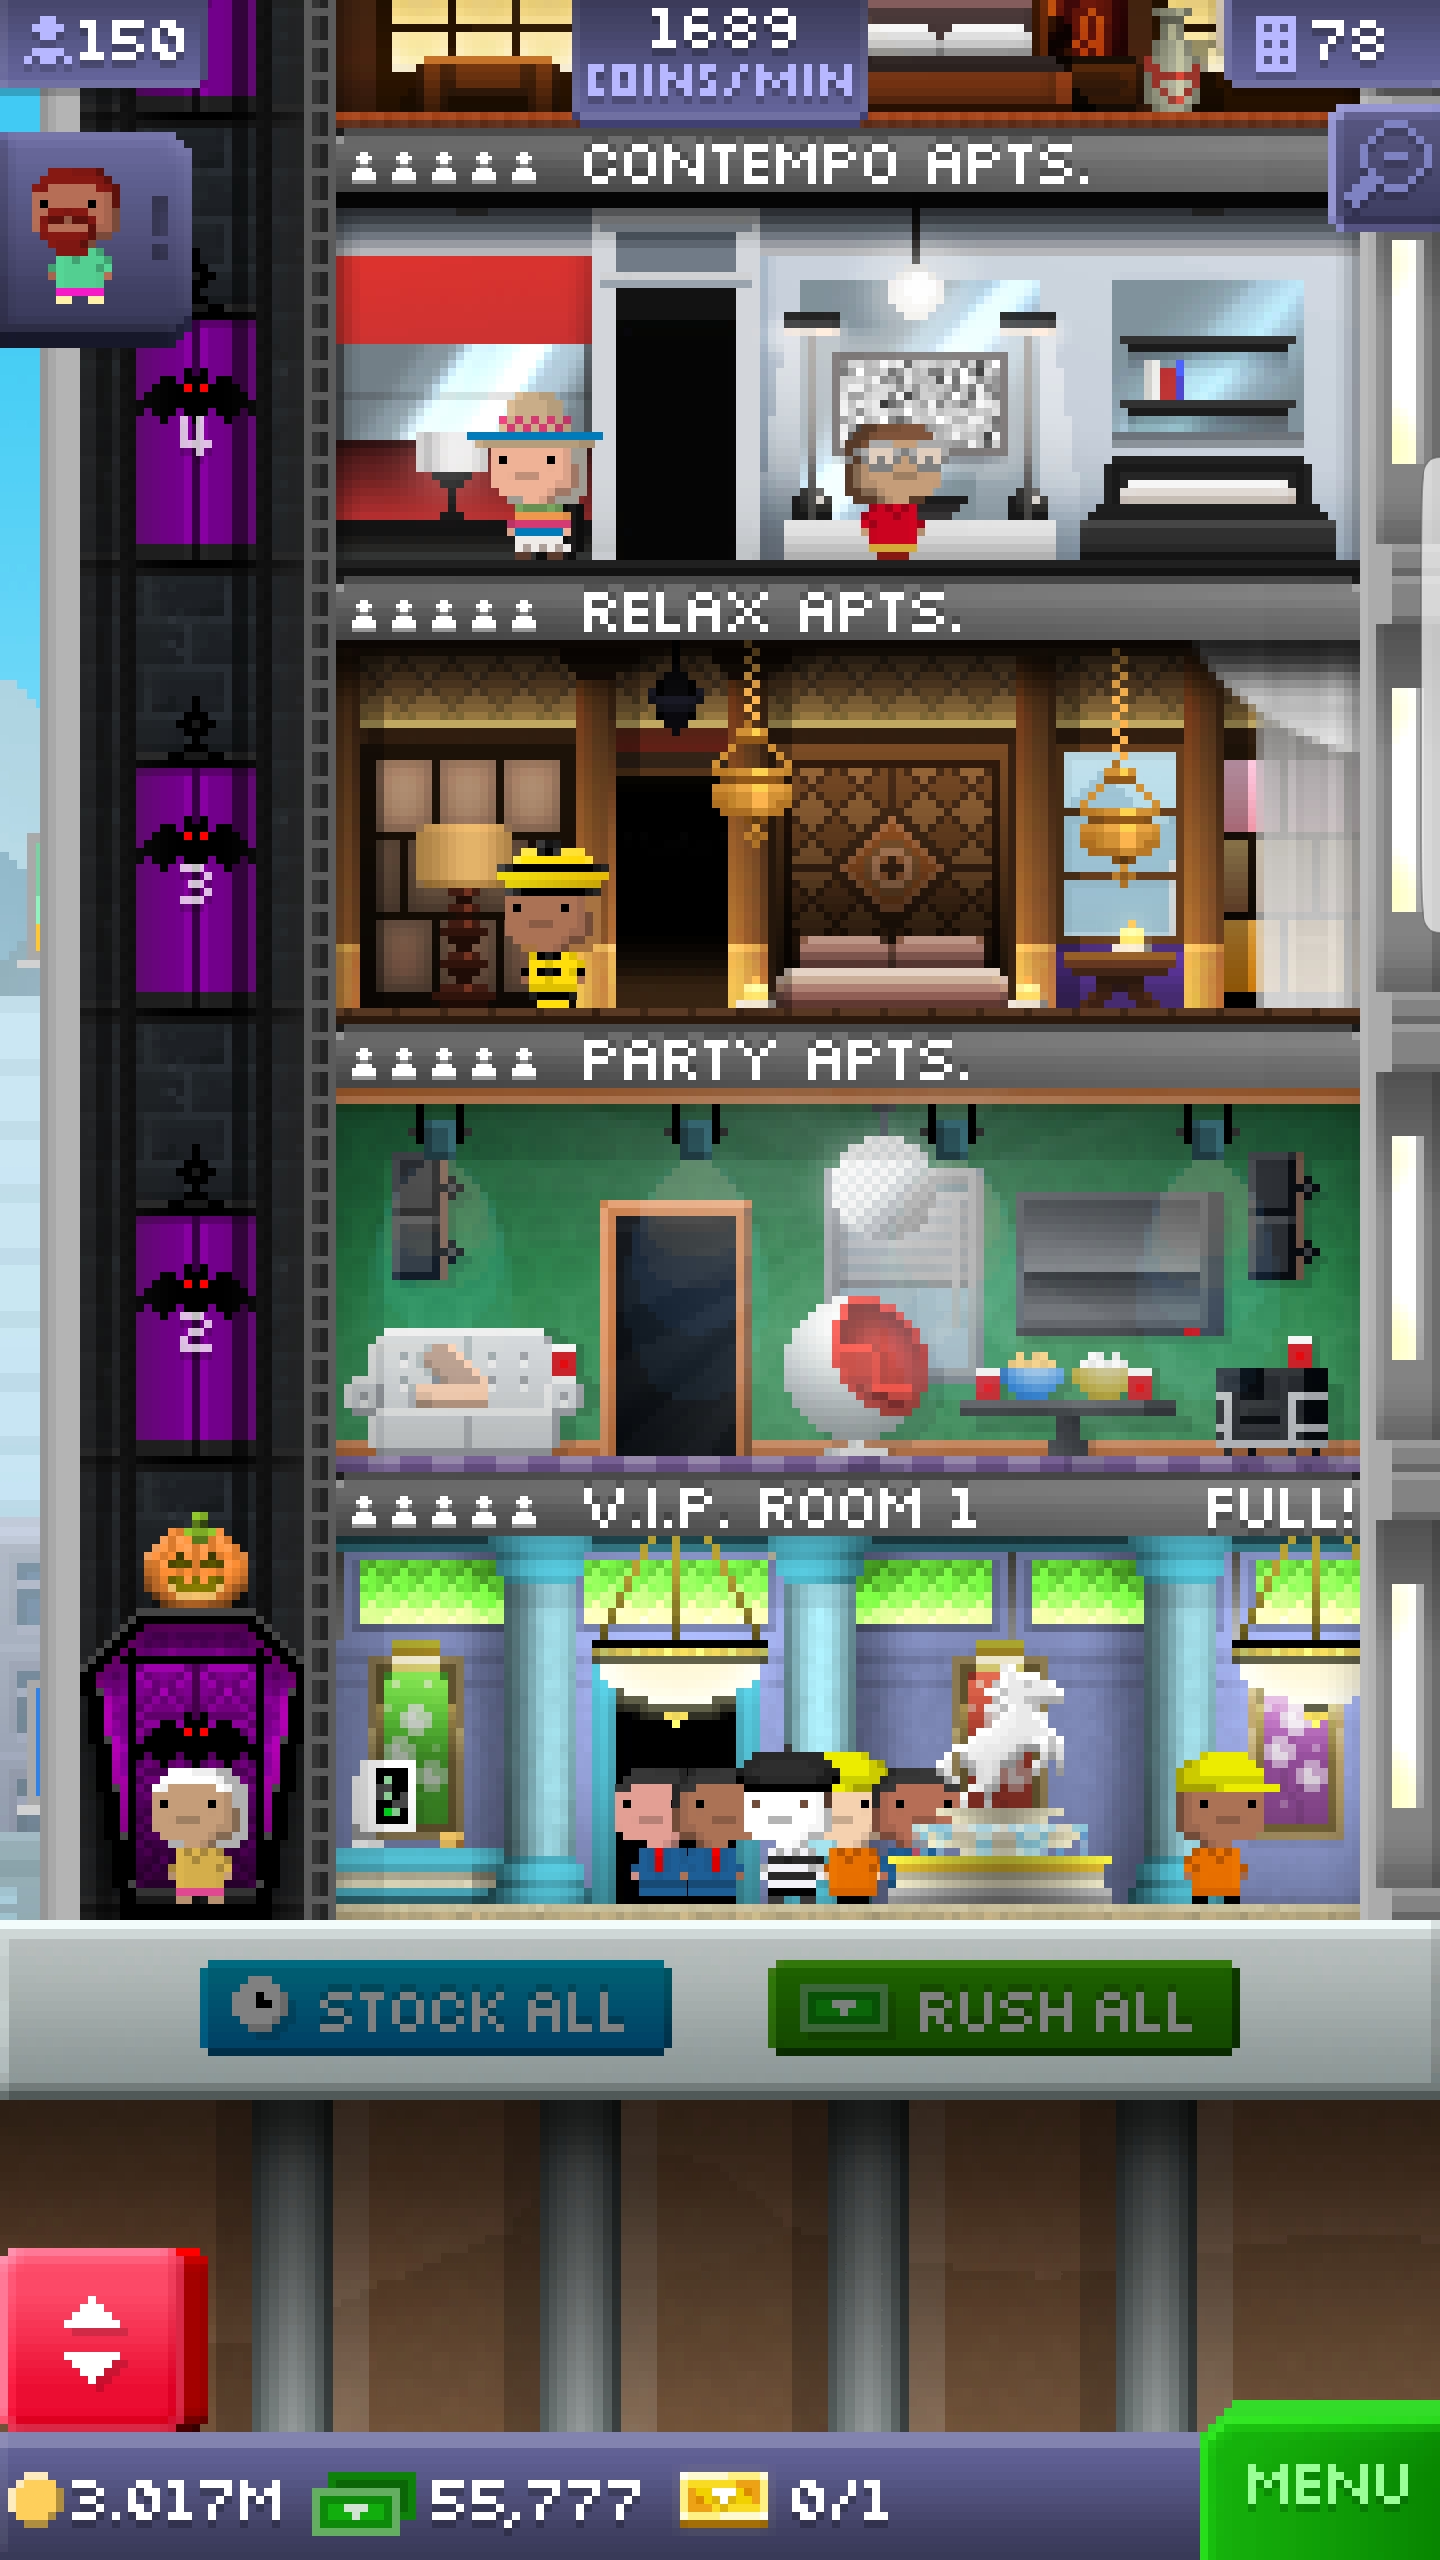 150
1689
COINS/MIN
78
!
CONTEMPO APTS.
4
RELAX APTS.
3
PARTY APTS.
2
V.I.P. ROOM 1 FULL!
STOCK ALL
RUSH ALL
3.017M
55,777
0/1
MENU